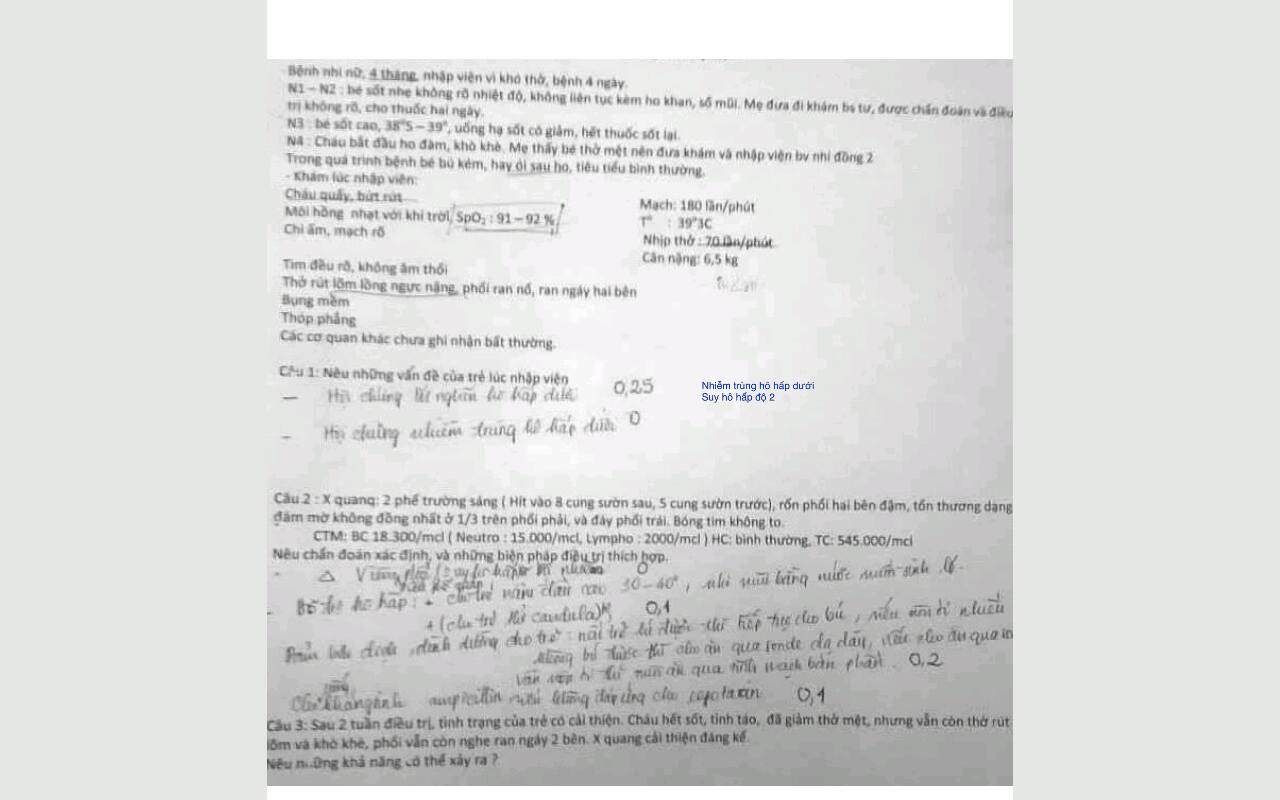 Bệnh nhi nữ, 4 tháng, nhập viện vì khó thở, bệnh 4 ngày.
N1 – N2 : bé sốt nhẹ không rõ nhiệt độ, không liên tục kèm ho khan, sổ mũi. Mẹ đưa đi khám bs tư, được chẩn đoán và điều
trị không rõ, cho thuốc hai ngày.
N3 : bé sốt cao, 38°5 – 39°, uống hạ sốt có giảm, hết thuốc sốt lại.
N4 : Cháu bắt đầu ho đàm, khò khè. Mẹ thấy bé thở mệt nên đưa khám và nhập viện bv nhi đồng 2
Trong quá trình bệnh bé bú kém, hay ói sau ho, tiêu tiểu bình thường.
- Khám lúc nhập viên:
Cháu quấy, bứt rứt
Môi hồng nhạt với khí trời, SpO₂ : 91 – 92 %
Chi ấm, mạch rõ
Mạch: 180 lần/phút
T° : 39°3C
Nhịp thở : 70 lần/phút
Cân nặng: 6,5 kg
Tim đều rõ, không âm thổi
Thở rút lõm lồng ngực nặng, phổi ran nổ, ran ngáy hai bên
Bụng mềm
Thóp phẳng
Các cơ quan khác chưa ghi nhận bất thường.
Câu 1: Nêu những vấn đề của trẻ lúc nhập viện
— Hội chứng tắc nghẽn hô hấp dưới 0,25
Nhiễm trùng hô hấp dưới
Suy hô hấp độ 2
- Hội chứng nhiễm trùng hô hấp dưới 0
Câu 2 : X quang: 2 phế trường sáng ( Hít vào 8 cung sườn sau, 5 cung sườn trước), rốn phổi hai bên đậm, tổn thương dạng
đám mờ không đồng nhất ở 1/3 trên phổi phải, và đáy phổi trái. Bóng tim không to.
CTM: BC 18.300/mcl ( Neutro : 15.000/mcl, Lympho : 2000/mcl ) HC: bình thường, TC: 545.000/mcl
Nêu chẩn đoán xác định, và những biện pháp điều trị thích hợp.
Δ Viêm phổi 0
Hỗ trợ hô hấp : + cho trẻ nằm đầu cao 30 – 40°, nhỏ mũi bằng nước muối sinh lý.
+ (cho trẻ thở cannula) 0,1
dinh dưỡng cho trẻ : nếu trẻ bú được thì tiếp tục cho bú, nếu nôn ói nhiều
không bú được thì cho ăn qua sonde dạ dày, nếu cho ăn qua
vẫn ói thì nuôi ăn qua tĩnh mạch bán phần. 0,2
ampicillin nếu không đáp ứng cho cefotaxim 0,1
Câu 3: Sau 2 tuần điều trị, tình trạng của trẻ có cải thiện. Cháu hết sốt, tỉnh táo, đã giảm thở mệt, nhưng vẫn còn thở rút
lõm và khò khè, phổi vẫn còn nghe ran ngáy 2 bên. X quang cải thiện đáng kể.
Nêu những khả năng có thể xảy ra ?